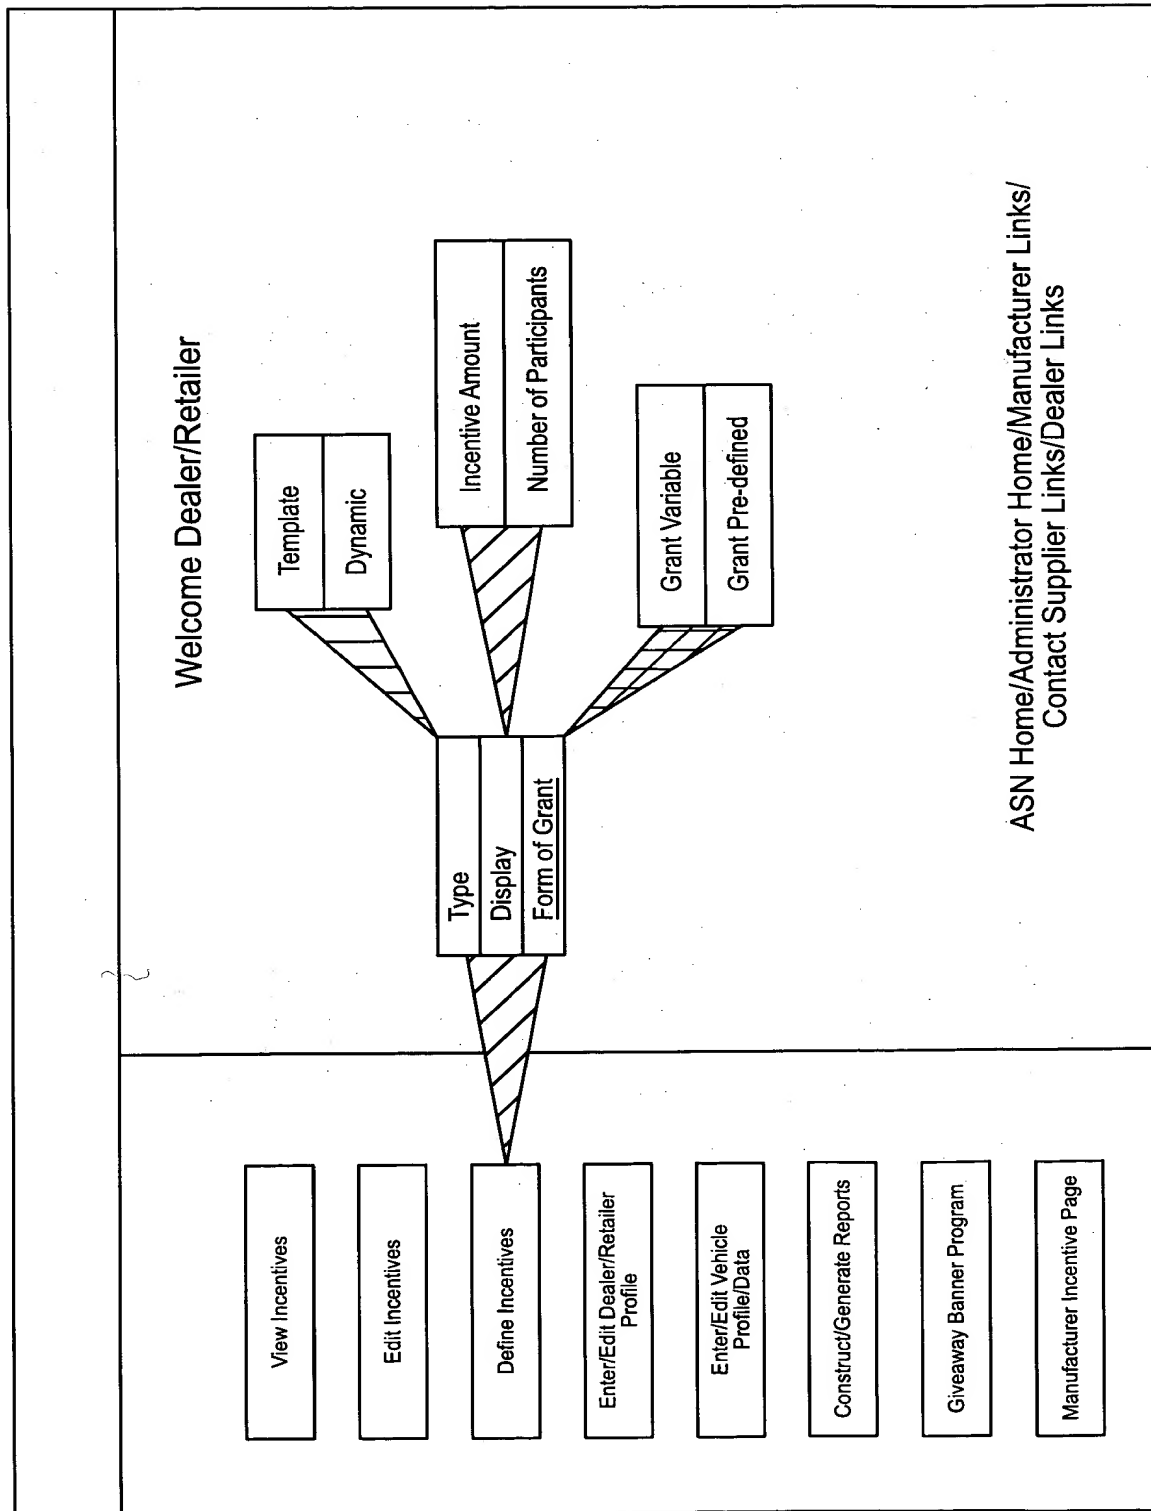 Welcome Dealer/Retailer
View Incentives
Edit Incentives
Define Incentives
Enter/Edit Dealer/Retailer
Profile
Enter/Edit Vehicle
Profile/Data
Construct/Generate Reports
Giveaway Banner Program
Manufacturer Incentive Page
Type
Display
Form of Grant
Template
Dynamic
Incentive Amount
Number of Participants
Grant Variable
Grant Pre-defined
ASN Home/Administrator Home/Manufacturer Links/
Contact Supplier Links/Dealer Links